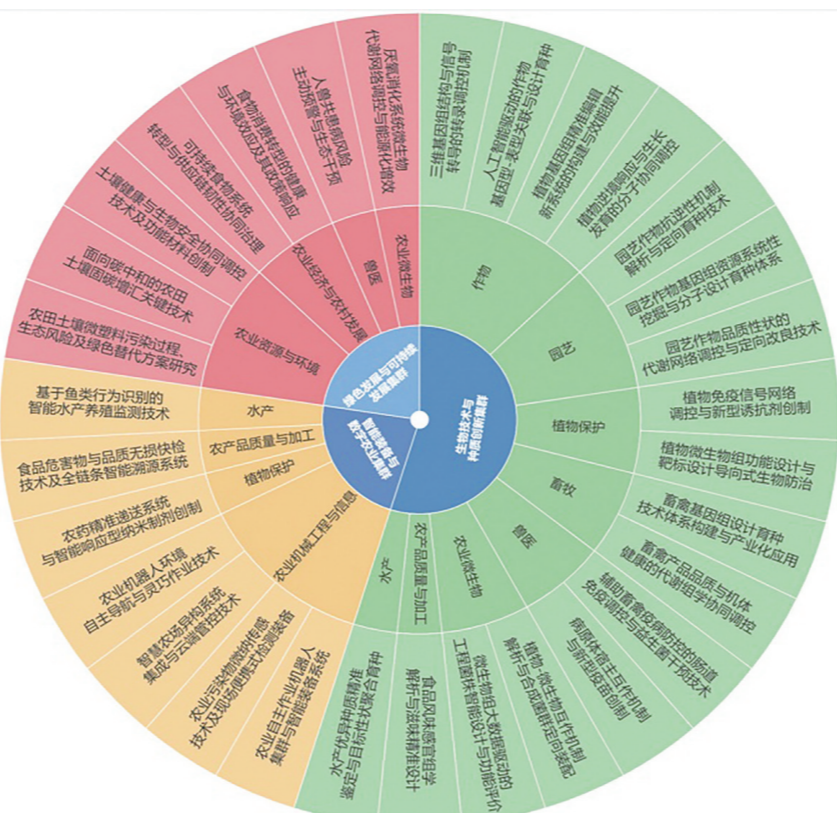 生物技术与
种质创新集群
智能装备与
数字农业集群
绿色发展与可持续
发展集群
作物
园艺
植物保护
畜牧
兽医
农业微生物
农产品质量与加工
水产
农业机械工程与信息
植物保护
农产品质量与加工
水产
农业资源与环境
农业经济与农村发展
兽医
农业微生物
三维基因组结构与信号
转导的转录调控机制
人工智能驱动的作物
基因型-表型关联与设计育种
植物基因组精准编辑
新系统的构建与效能提升
植物逆境响应与生长
发育的分子协同调控
园艺作物抗逆性机制
解析与定向育种技术
园艺作物基因组资源系统性
挖掘与分子设计育种体系
园艺作物品质性状的
代谢网络调控与定向改良技术
植物免疫信号网络
调控与新型诱抗剂创制
植物微生物组功能设计与
靶标设计导向式生物防治
畜禽基因组设计育种
技术体系构建与产业化应用
畜禽产品品质与机体
健康的代谢组学协同调控
辅助畜禽疫病防控的肠道
免疫调控与益生菌干预技术
病原体宿主互作机制
与新型疫苗创制
植物-微生物互作机制
解析与合成菌群定向装配
微生物组大数据驱动的
工程菌株智能设计与功能评价
食品风味感官组学
解析与滋味精准设计
水产优异种质精准
鉴定与目标性状聚合育种
农业自主作业机器人
集群与智能装备系统
农业污染物微纳传感
技术及现场便携式检测装备
智慧农场异构系统
集成与云端管控技术
农业机器人环境
自主导航与灵巧作业技术
农药精准递送系统
与智能响应型纳米制剂创制
食品危害物与品质无损快检
技术及全链条智能溯源系统
基于鱼类行为识别的
智能水产养殖监测技术
农田土壤微塑料污染过程、
生态风险及绿色替代方案研究
面向碳中和的农田
土壤固碳增汇关键技术
土壤健康与生物安全协同调控
技术及功能材料创制
可持续食物系统
转型与供应链韧性协同治理
食物消费转型的健康
与环境效应及其政策响应
人兽共患病风险
主动预警与生态干预
厌氧消化系统微生物
代谢网络调控与能源化增效